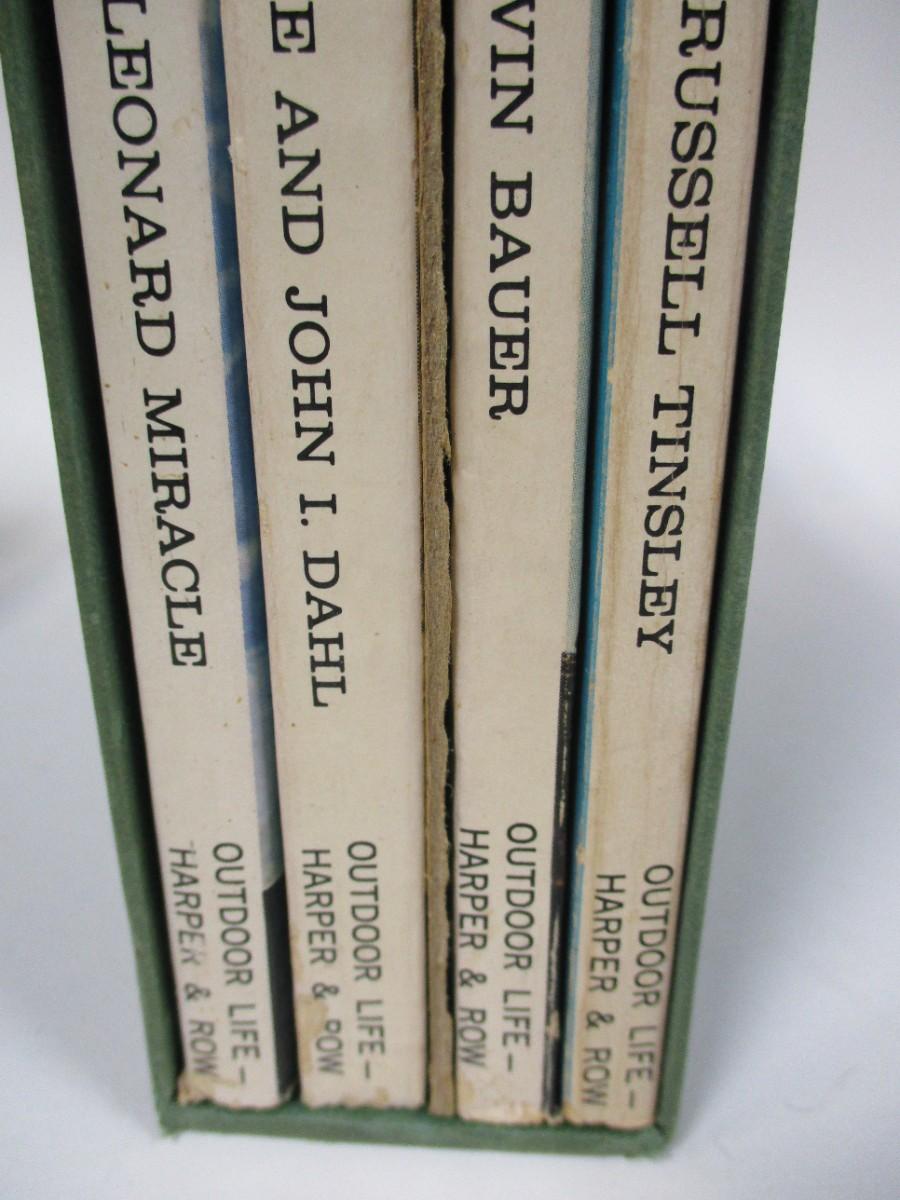 LEONARD MIRACLE
OUTDOOR LIFE–
HARPER & ROW
E AND JOHN I. DAHL
OUTDOOR LIFE–
HARPER & ROW
VIN BAUER
OUTDOOR LIFE–
HARPER & ROW
RUSSELL TINSLEY
OUTDOOR LIFE–
HARPER & ROW